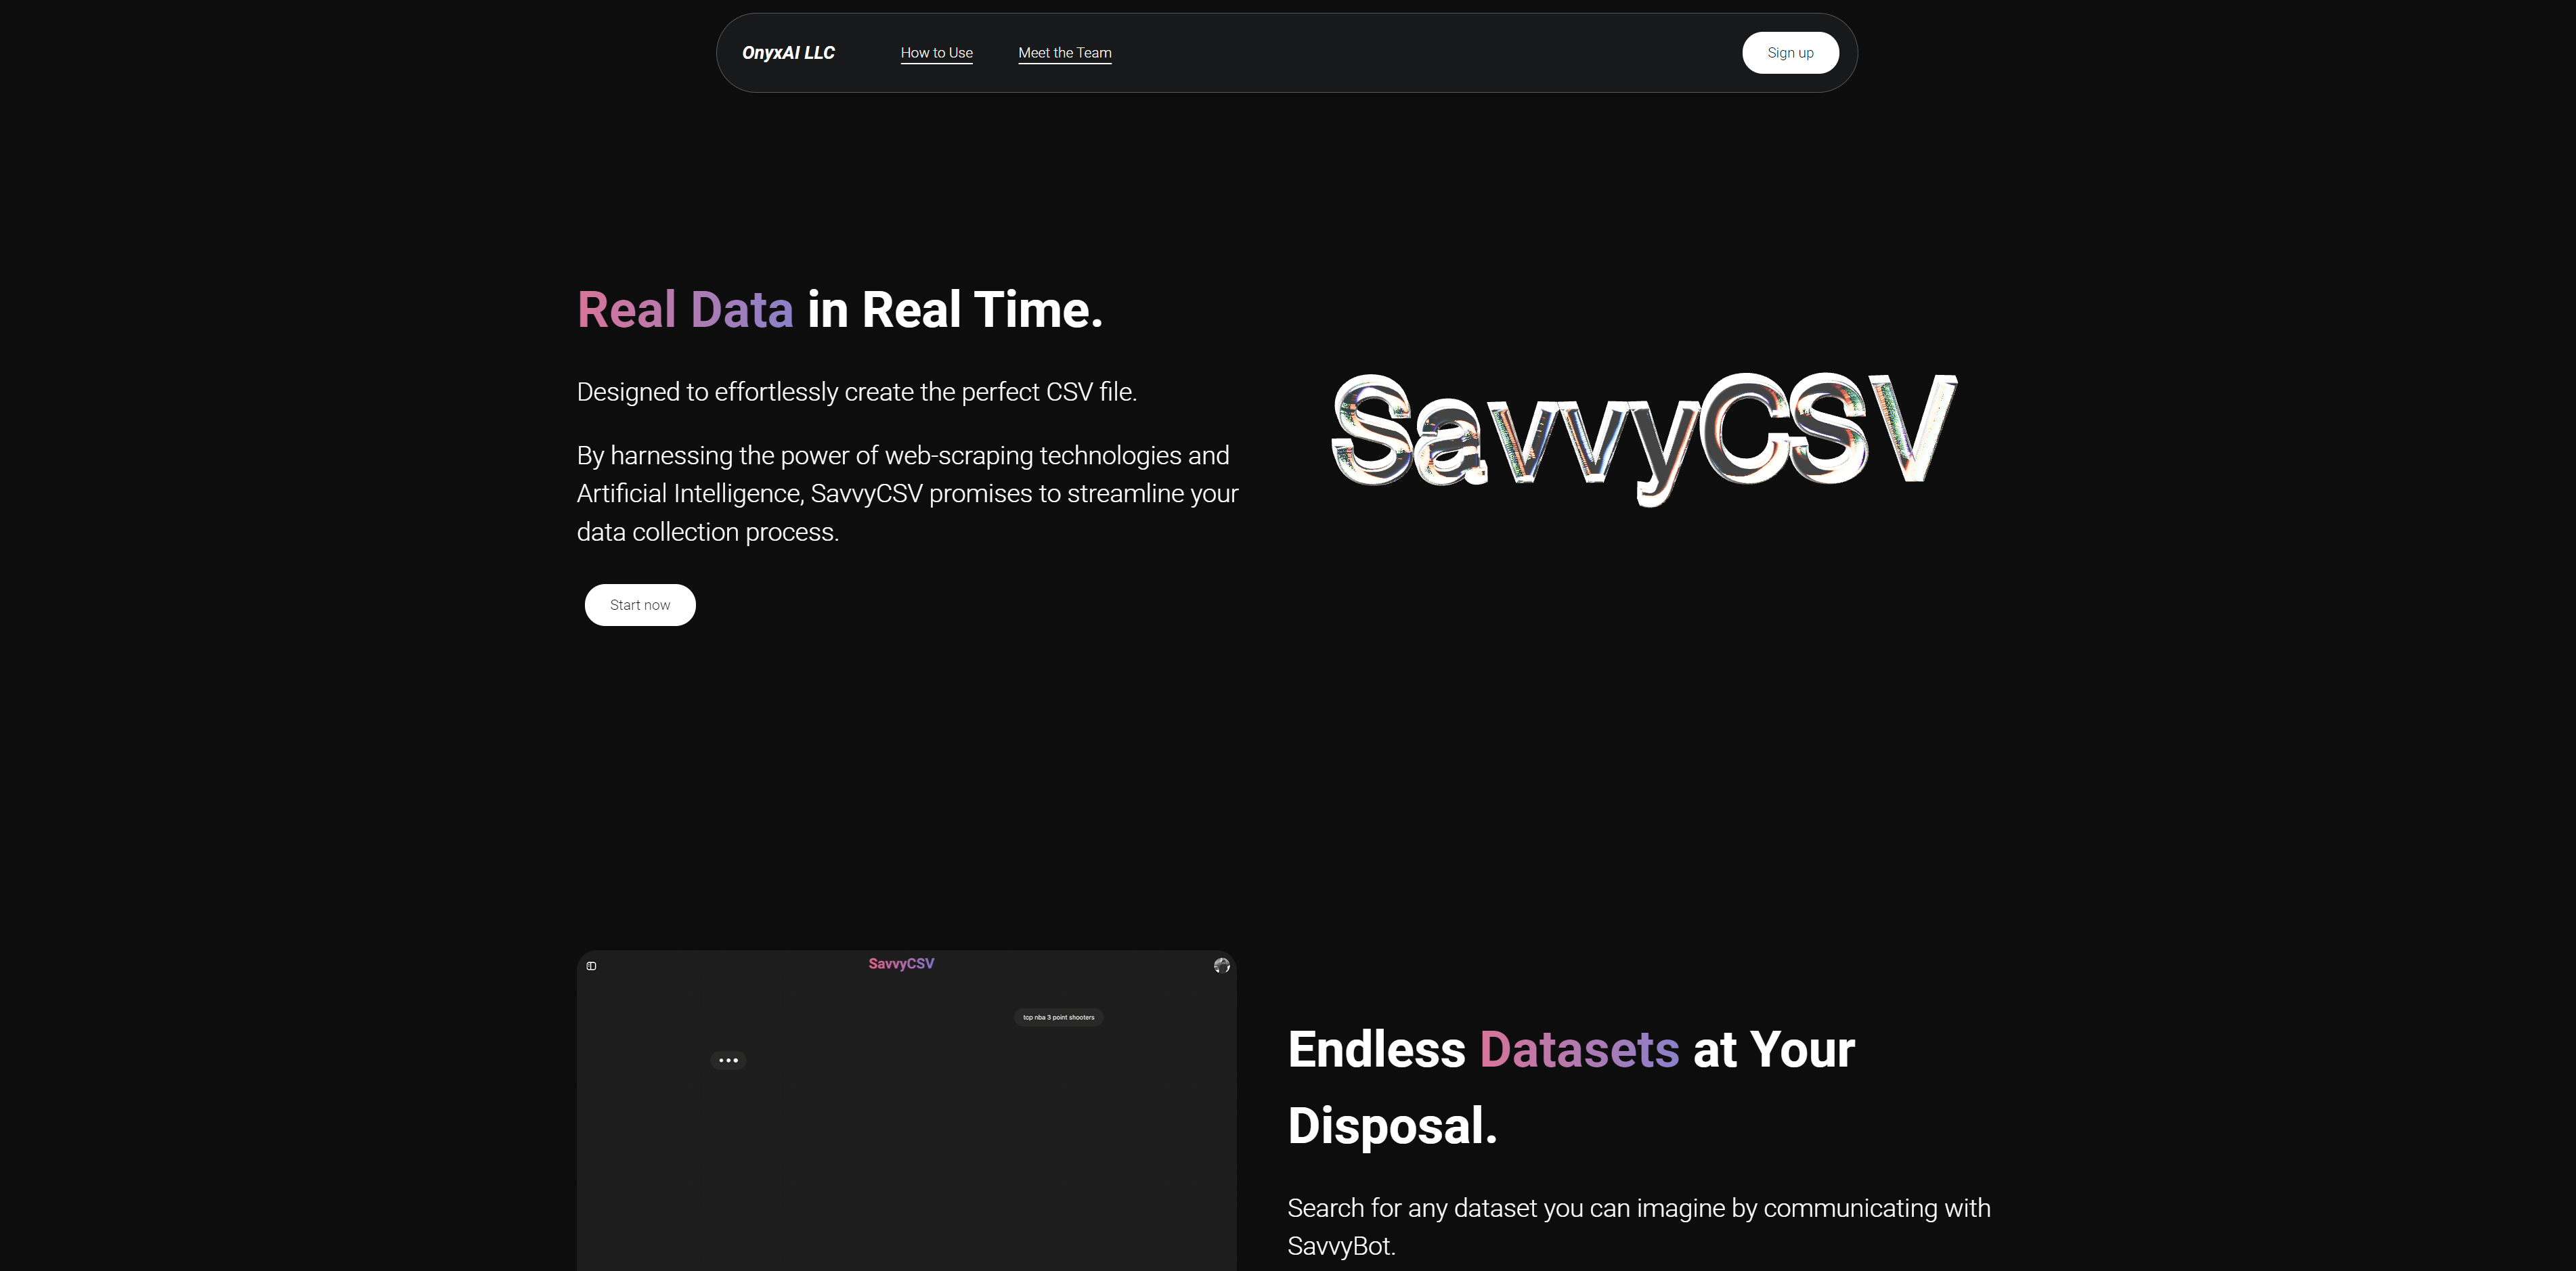 OnyxAI LLC
How to Use
Meet the Team
Sign up
Real Data in Real Time.
Designed to effortlessly create the perfect CSV file.
By harnessing the power of web-scraping technologies and
Artificial Intelligence, SavvyCSV promises to streamline your
data collection process.
Start now
SavvyCSV
SavvyCSV
top nba 3 point shooters
Endless Datasets at Your
Disposal.
Search for any dataset you can imagine by communicating with
SavvyBot.